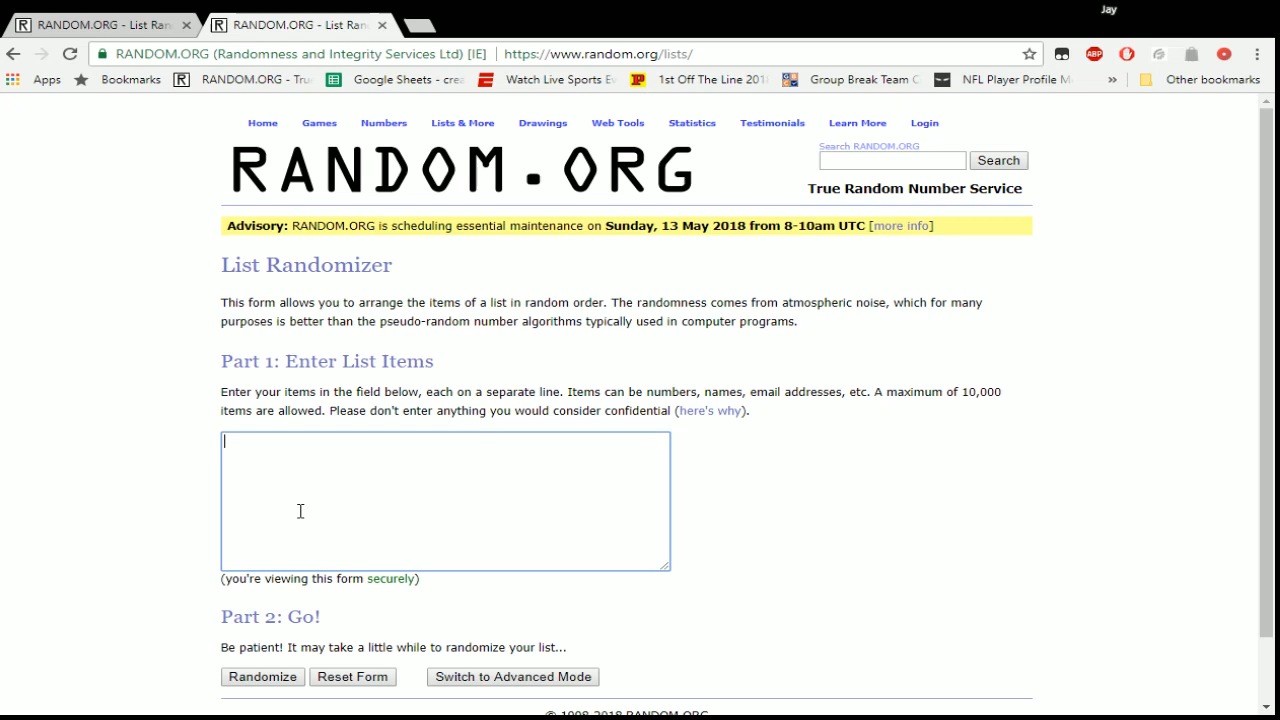 Jay
RANDOM.ORG - List Ran
RANDOM.ORG - List Ran
RANDOM.ORG (Randomness and Integrity Services Ltd) [IE] https://www.random.org/lists/
ABP
Apps Bookmarks R RANDOM.ORG - Tru Google Sheets - crea Watch Live Sports Ev 1st Off The Line 201 Group Break Team G NFL Player Profile M » Other bookmarks
Home Games Numbers Lists & More Drawings Web Tools Statistics Testimonials Learn More Login
RANDOM.ORG
Search RANDOM.ORG
Search
True Random Number Service
Advisory: RANDOM.ORG is scheduling essential maintenance on Sunday, 13 May 2018 from 8-10am UTC [more info]
List Randomizer
This form allows you to arrange the items of a list in random order. The randomness comes from atmospheric noise, which for many
purposes is better than the pseudo-random number algorithms typically used in computer programs.
Part 1: Enter List Items
Enter your items in the field below, each on a separate line. Items can be numbers, names, email addresses, etc. A maximum of 10,000
items are allowed. Please don't enter anything you would consider confidential (here's why).
(you're viewing this form securely)
Part 2: Go!
Be patient! It may take a little while to randomize your list...
Randomize Reset Form Switch to Advanced Mode
© 1998-2018 RANDOM.ORG